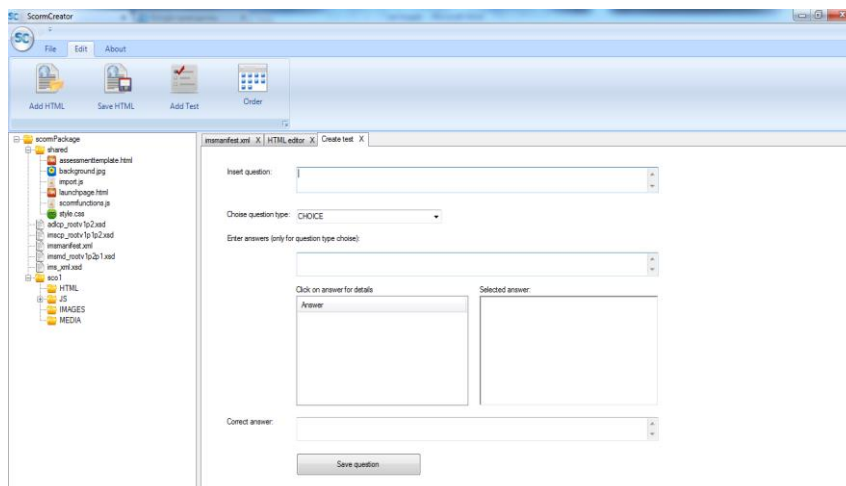 SC ScormCreator
SC
File Edit About
Add HTML Save HTML Add Test Order
scormPackage
shared
assessmenttemplate.html
background.jpg
import.js
launchpage.html
scormfunctions.js
style.css
adlcp_rootv1p2.xsd
imscp_rootv1p1p2.xsd
imsmanifest.xml
imsmd_rootv1p2p1.xsd
ims_xml.xsd
sco1
HTML
JS
IMAGES
MEDIA
imsmanifest.xml X HTML editor X Create test X
Insert question:
Choise question type: CHOICE
Enter answers (only for question type choise):
Click on answer for details Selected answer:
Answer
Correct answer:
Save question